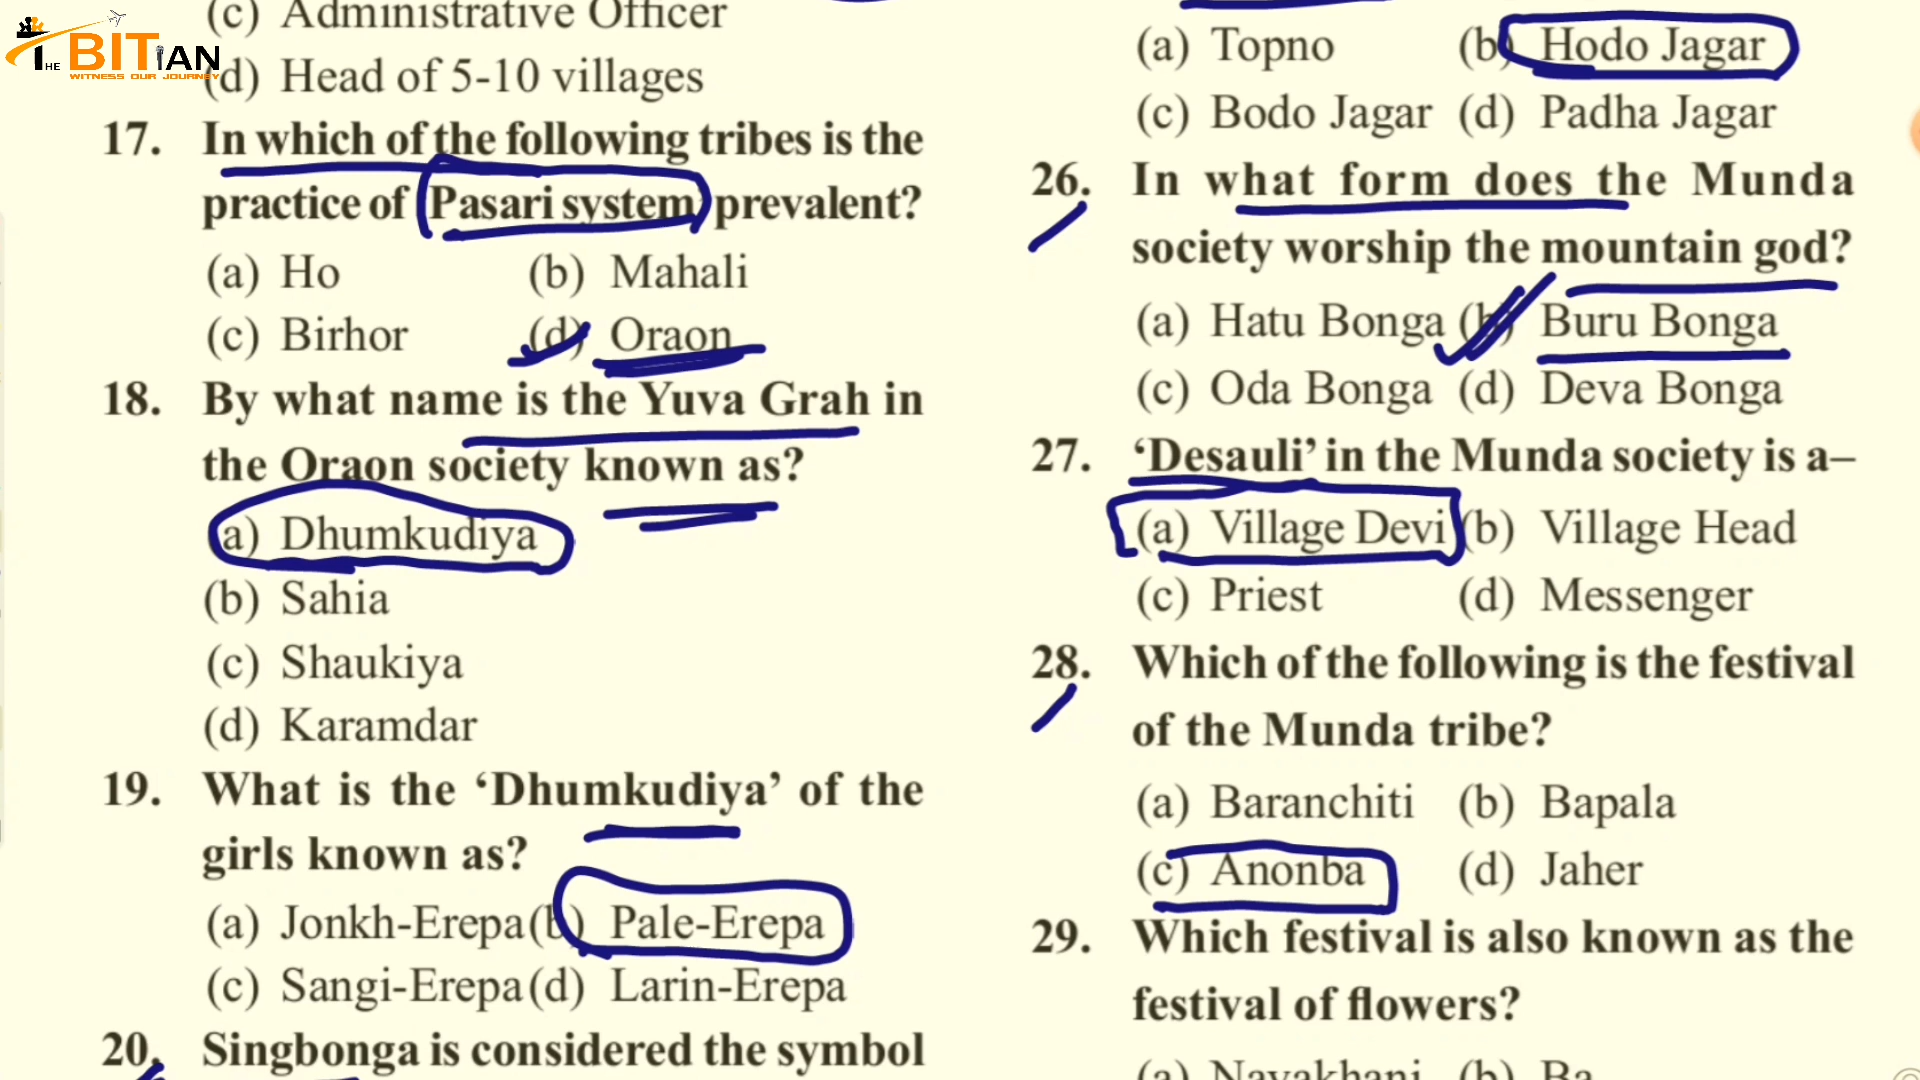 THE BITIAN
WITNESS OUR JOURNEY
(c) Administrative Officer
(d) Head of 5-10 villages
17. In which of the following tribes is the
practice of Pasari system prevalent?
(a) Ho (b) Mahali
(c) Birhor (d) Oraon
18. By what name is the Yuva Grah in
the Oraon society known as?
(a) Dhumkudiya
(b) Sahia
(c) Shaukiya
(d) Karamdar
19. What is the ‘Dhumkudiya’ of the
girls known as?
(a) Jonkh-Erepa (b) Pale-Erepa
(c) Sangi-Erepa (d) Larin-Erepa
20. Singbonga is considered the symbol
(a) Topno (b) Hodo Jagar
(c) Bodo Jagar (d) Padha Jagar
26. In what form does the Munda
society worship the mountain god?
(a) Hatu Bonga (b) Buru Bonga
(c) Oda Bonga (d) Deva Bonga
27. ‘Desauli’ in the Munda society is a–
(a) Village Devi (b) Village Head
(c) Priest (d) Messenger
28. Which of the following is the festival
of the Munda tribe?
(a) Baranchiti (b) Bapala
(c) Anonba (d) Jaher
29. Which festival is also known as the
festival of flowers?
(a) Navakhani (b) Ba